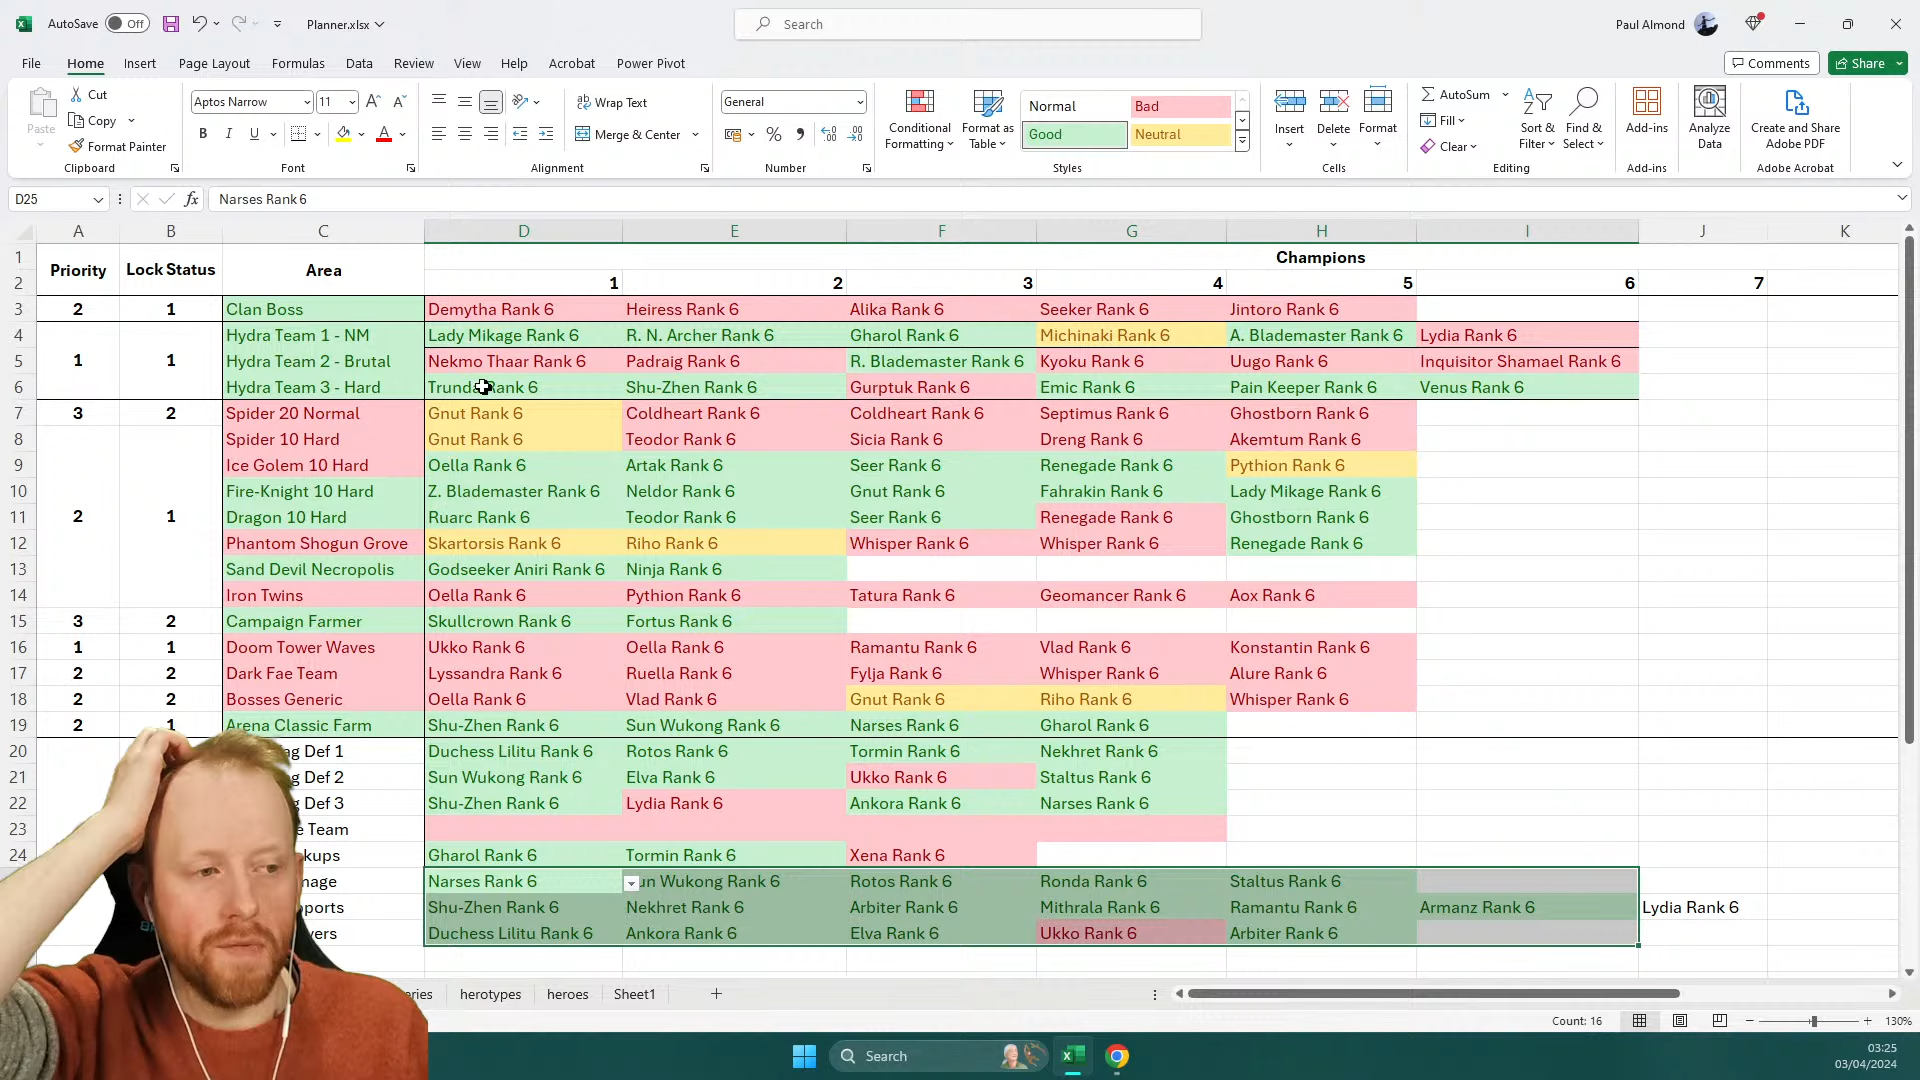 AutoSave Off Planner.xlsx Search Paul Almond
File Home Insert Page Layout Formulas Data Review View Help Acrobat Power Pivot Comments Share
Paste Cut Copy Format Painter Clipboard
Aptos Narrow 11 B I U A Font
Wrap Text Merge & Center Alignment
General % Number
Conditional Formatting Format as Table Normal Bad Good Neutral Styles
Insert Delete Format Cells
AutoSum Fill Clear Sort & Filter Find & Select Editing
Add-ins Add-ins
Analyze Data
Create and Share Adobe PDF Adobe Acrobat
D25 fx Narses Rank 6
A B C D E F G H I J K
1 Priority Lock Status Area Champions
2 1 2 3 4 5 6 7
3 2 1 Clan Boss Demytha Rank 6 Heiress Rank 6 Alika Rank 6 Seeker Rank 6 Jintoro Rank 6
4 Hydra Team 1 - NM Lady Mikage Rank 6 R. N. Archer Rank 6 Gharol Rank 6 Michinaki Rank 6 A. Blademaster Rank 6 Lydia Rank 6
5 1 1 Hydra Team 2 - Brutal Nekmo Thaar Rank 6 Padraig Rank 6 R. Blademaster Rank 6 Kyoku Rank 6 Uugo Rank 6 Inquisitor Shamael Rank 6
6 Hydra Team 3 - Hard Trunda Rank 6 Shu-Zhen Rank 6 Gurptuk Rank 6 Emic Rank 6 Pain Keeper Rank 6 Venus Rank 6
7 3 2 Spider 20 Normal Gnut Rank 6 Coldheart Rank 6 Coldheart Rank 6 Septimus Rank 6 Ghostborn Rank 6
8 Spider 10 Hard Gnut Rank 6 Teodor Rank 6 Sicia Rank 6 Dreng Rank 6 Akemtum Rank 6
9 Ice Golem 10 Hard Oella Rank 6 Artak Rank 6 Seer Rank 6 Renegade Rank 6 Pythion Rank 6
10 Fire-Knight 10 Hard Z. Blademaster Rank 6 Neldor Rank 6 Gnut Rank 6 Fahrakin Rank 6 Lady Mikage Rank 6
11 2 1 Dragon 10 Hard Ruarc Rank 6 Teodor Rank 6 Seer Rank 6 Renegade Rank 6 Ghostborn Rank 6
12 Phantom Shogun Grove Skartorsis Rank 6 Riho Rank 6 Whisper Rank 6 Whisper Rank 6 Renegade Rank 6
13 Sand Devil Necropolis Godseeker Aniri Rank 6 Ninja Rank 6
14 Iron Twins Oella Rank 6 Pythion Rank 6 Tatura Rank 6 Geomancer Rank 6 Aox Rank 6
15 3 2 Campaign Farmer Skullcrown Rank 6 Fortus Rank 6
16 1 1 Doom Tower Waves Ukko Rank 6 Oella Rank 6 Ramantu Rank 6 Vlad Rank 6 Konstantin Rank 6
17 2 2 Dark Fae Team Lyssandra Rank 6 Ruella Rank 6 Fylja Rank 6 Whisper Rank 6 Alure Rank 6
18 2 2 Bosses Generic Oella Rank 6 Vlad Rank 6 Gnut Rank 6 Riho Rank 6 Whisper Rank 6
19 2 1 Arena Classic Farm Shu-Zhen Rank 6 Sun Wukong Rank 6 Narses Rank 6 Gharol Rank 6
20 g Def 1 Duchess Lilitu Rank 6 Rotos Rank 6 Tormin Rank 6 Nekhret Rank 6
21 g Def 2 Sun Wukong Rank 6 Elva Rank 6 Ukko Rank 6 Staltus Rank 6
22 g Def 3 Shu-Zhen Rank 6 Lydia Rank 6 Ankora Rank 6 Narses Rank 6
23 e Team
24 kups Gharol Rank 6 Tormin Rank 6 Xena Rank 6
nage Narses Rank 6 un Wukong Rank 6 Rotos Rank 6 Ronda Rank 6 Staltus Rank 6
ports Shu-Zhen Rank 6 Nekhret Rank 6 Arbiter Rank 6 Mithrala Rank 6 Ramantu Rank 6 Armanz Rank 6 Lydia Rank 6
vers Duchess Lilitu Rank 6 Ankora Rank 6 Elva Rank 6 Ukko Rank 6 Arbiter Rank 6
eries herotypes heroes Sheet1
Count: 16 130%
Search 03:25
03/04/2024